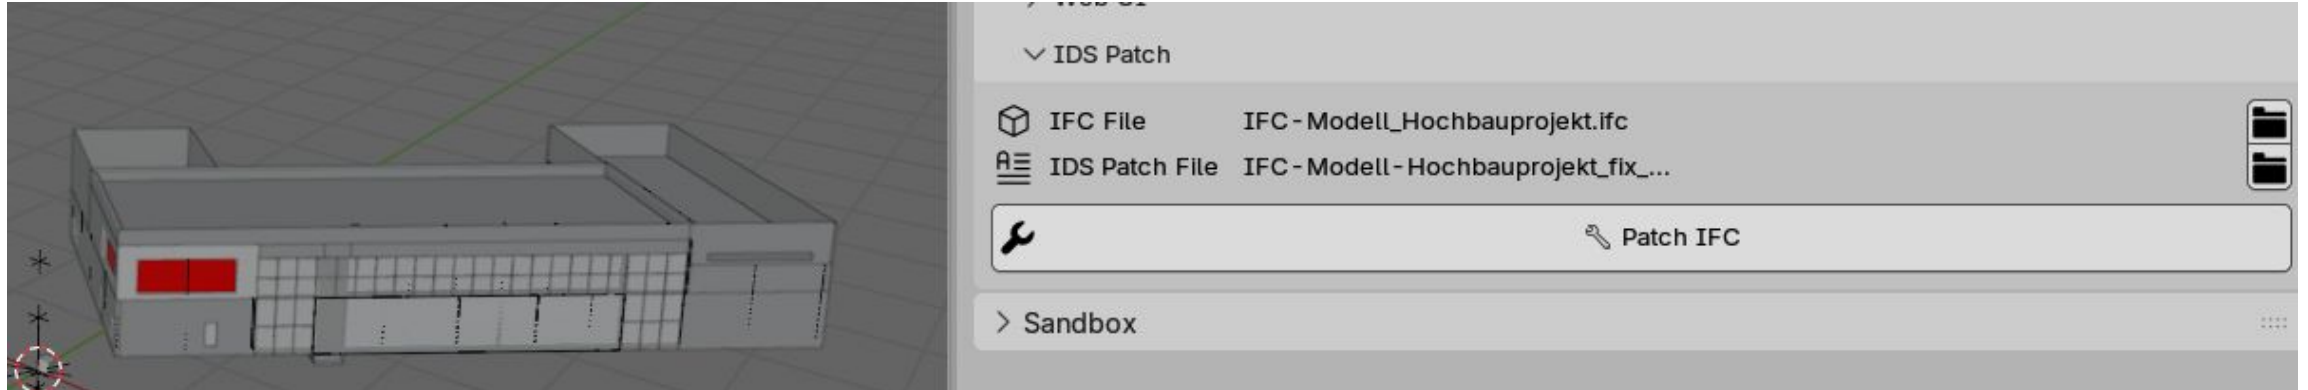 IDS Patch
IFC File IFC-Modell_Hochbauprojekt.ifc
IDS Patch File IFC-Modell-Hochbauprojekt_fix_...
Patch IFC
Sandbox